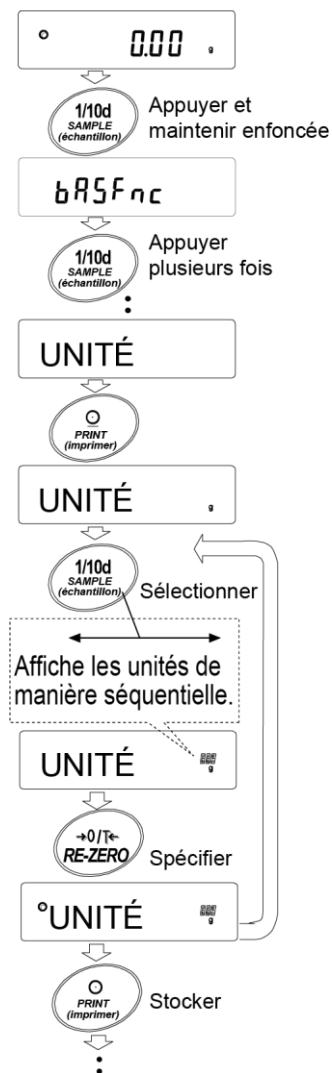 0.00 g
1/10d
SAMPLE
(échantillon)
Appuyer et
maintenir enfoncée
bASFnc
1/10d
SAMPLE
(échantillon)
Appuyer
plusieurs fois
UNITÉ
PRINT
(imprimer)
UNITÉ g
1/10d
SAMPLE
(échantillon)
Sélectionner
Affiche les unités de
manière séquentielle.
UNITÉ g
→0/T←
RE-ZERO
Spécifier
°UNITÉ g
PRINT
(imprimer)
Stocker